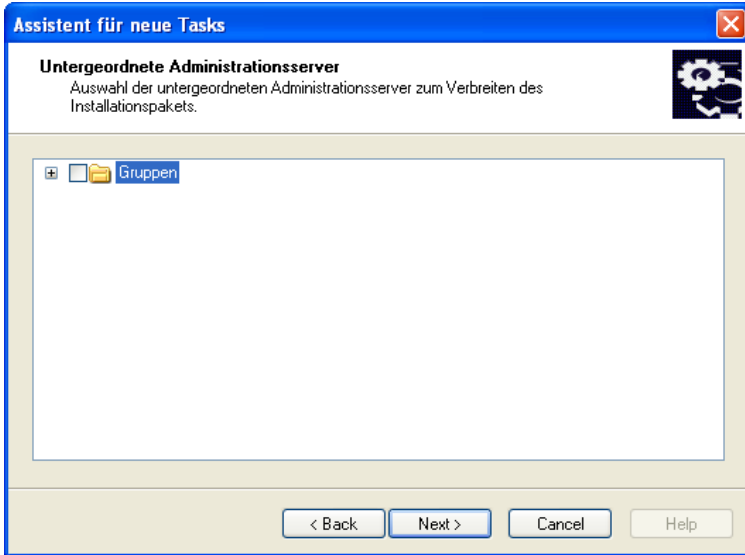 Assistent für neue Tasks
Untergeordnete Administrationsserver
Auswahl der untergeordneten Administrationsserver zum Verbreiten des
Installationspakets.
Gruppen
< Back Next > Cancel Help